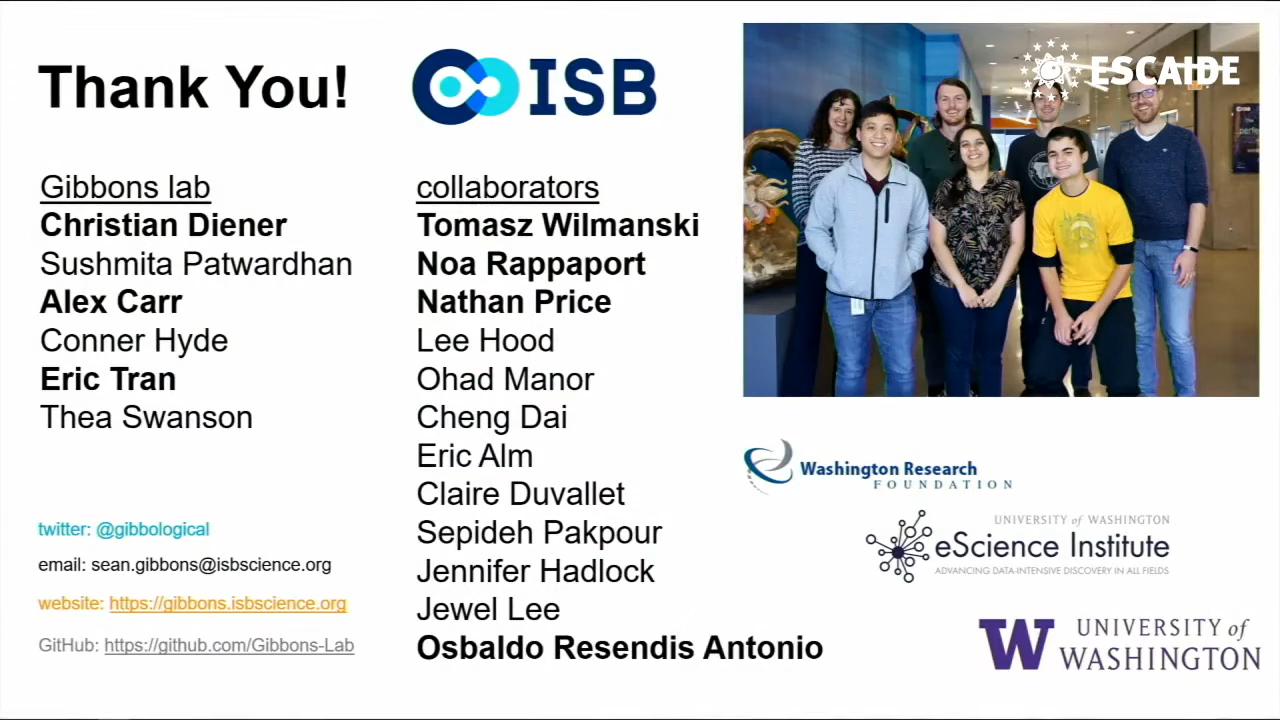 Thank You!
ISB
Gibbons lab
Christian Diener
Sushmita Patwardhan
Alex Carr
Conner Hyde
Eric Tran
Thea Swanson
twitter: @gibbological
email: sean.gibbons@isbscience.org
website: https://gibbons.isbscience.org
GitHub: https://github.com/Gibbons-Lab
collaborators
Tomasz Wilmanski
Noa Rappaport
Nathan Price
Lee Hood
Ohad Manor
Cheng Dai
Eric Alm
Claire Duvallet
Sepideh Pakpour
Jennifer Hadlock
Jewel Lee
Osbaldo Resendis Antonio
ESCAIDE
Washington Research
FOUNDATION
UNIVERSITY of WASHINGTON
eScience Institute
ADVANCING DATA-INTENSIVE DISCOVERY IN ALL FIELDS
W UNIVERSITY of
WASHINGTON